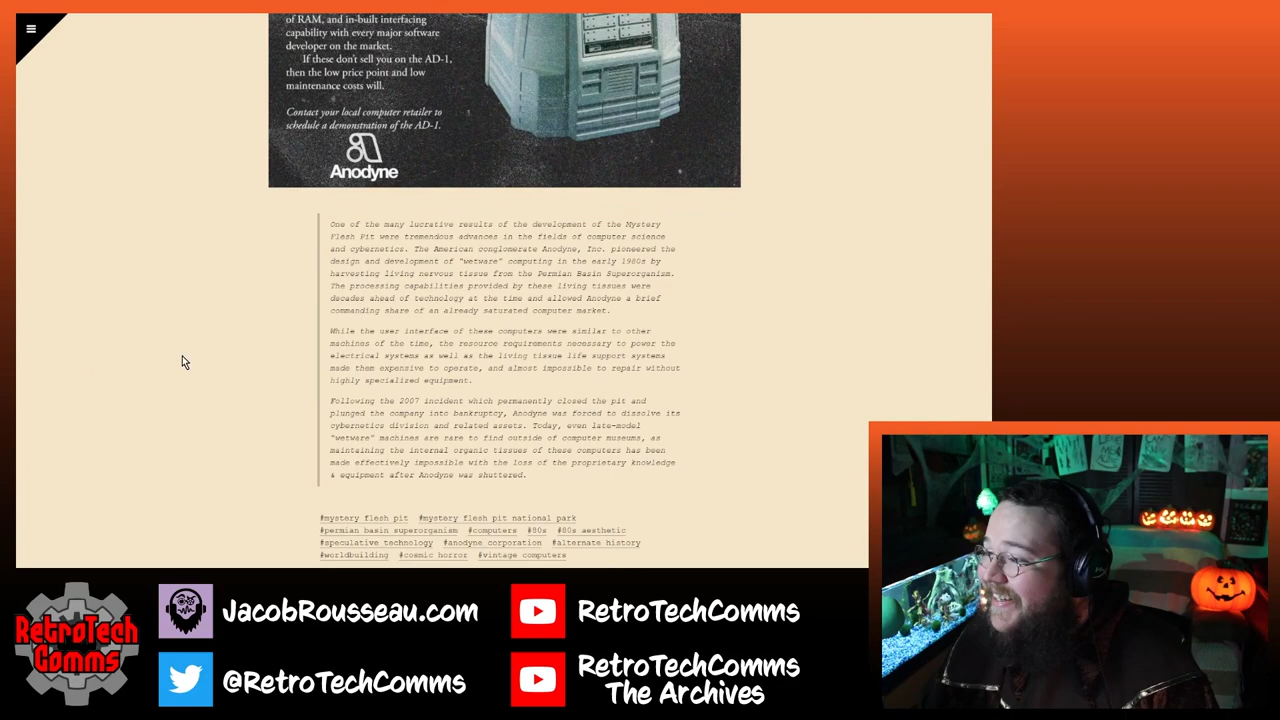 of RAM, and in-built interfacing
capability with every major software
developer on the market.
If these don't sell you on the AD-1,
then the low price point and low
maintenance costs will.
Contact your local computer retailer to
schedule a demonstration of the AD-1.
Anodyne
One of the many lucrative results of the development of the Mystery
Flesh Pit were tremendous advances in the fields of computer science
and cybernetics. The American conglomerate Anodyne, Inc. pioneered the
design and development of "wetware" computing in the early 1980s by
harvesting living nervous tissue from the Permian Basin Superorganism.
The processing capabilities provided by these living tissues were
decades ahead of technology at the time and allowed Anodyne a brief
commanding share of an already saturated computer market.
While the user interface of these computers were similar to other
machines of the time, the resource requirements necessary to power the
electrical systems as well as the living tissue life support systems
made them expensive to operate, and almost impossible to repair without
highly specialized equipment.
Following the 2007 incident which permanently closed the pit and
plunged the company into bankruptcy, Anodyne was forced to dissolve its
cybernetics division and related assets. Today, even late-model
"wetware" machines are rare to find outside of computer museums, as
maintaining the internal organic tissues of these computers has been
made effectively impossible with the loss of the proprietary knowledge
& equipment after Anodyne was shuttered.
#mystery flesh pit #mystery flesh pit national park
#permian basin superorganism #computers #80s #80s aesthetic
#speculative technology #anodyne corporation #alternate history
#worldbuilding #cosmic horror #vintage computers
RetroTech
Comms
JacobRousseau.com
@RetroTechComms
RetroTechComms
RetroTechComms
The Archives